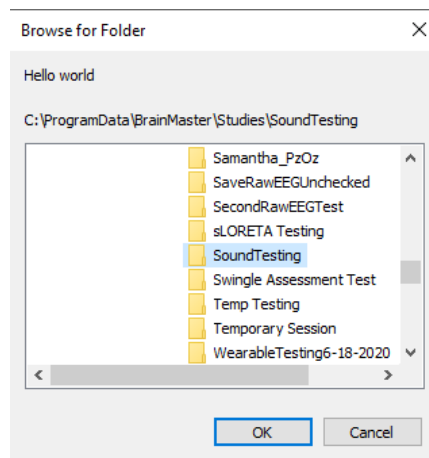 Browse for Folder
Hello world
C:\ProgramData\BrainMaster\Studies\SoundTesting
Samantha_PzOz
SaveRawEEGUnchecked
SecondRawEEGTest
sLORETA Testing
SoundTesting
Swingle Assessment Test
Temp Testing
Temporary Session
WearableTesting6-18-2020
OK Cancel